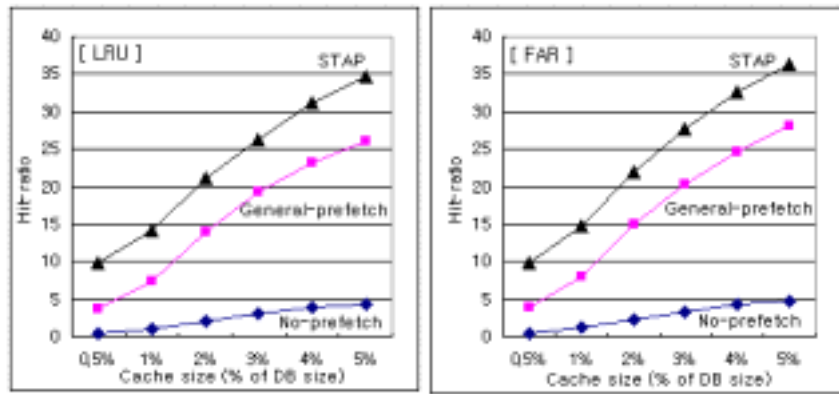 [ LRU ]
STAP
General-prefetch
No-prefetch
Hit-ratio
40
35
30
25
20
15
10
5
0
0,5% 1% 2% 3% 4% 5%
Cache size (% of DB size)
[ FAR ]
STAP
General-prefetch
No-prefetch
Hit-ratio
40
35
30
25
20
15
10
5
0
0,5% 1% 2% 3% 4% 5%
Cache size (% of DB size)